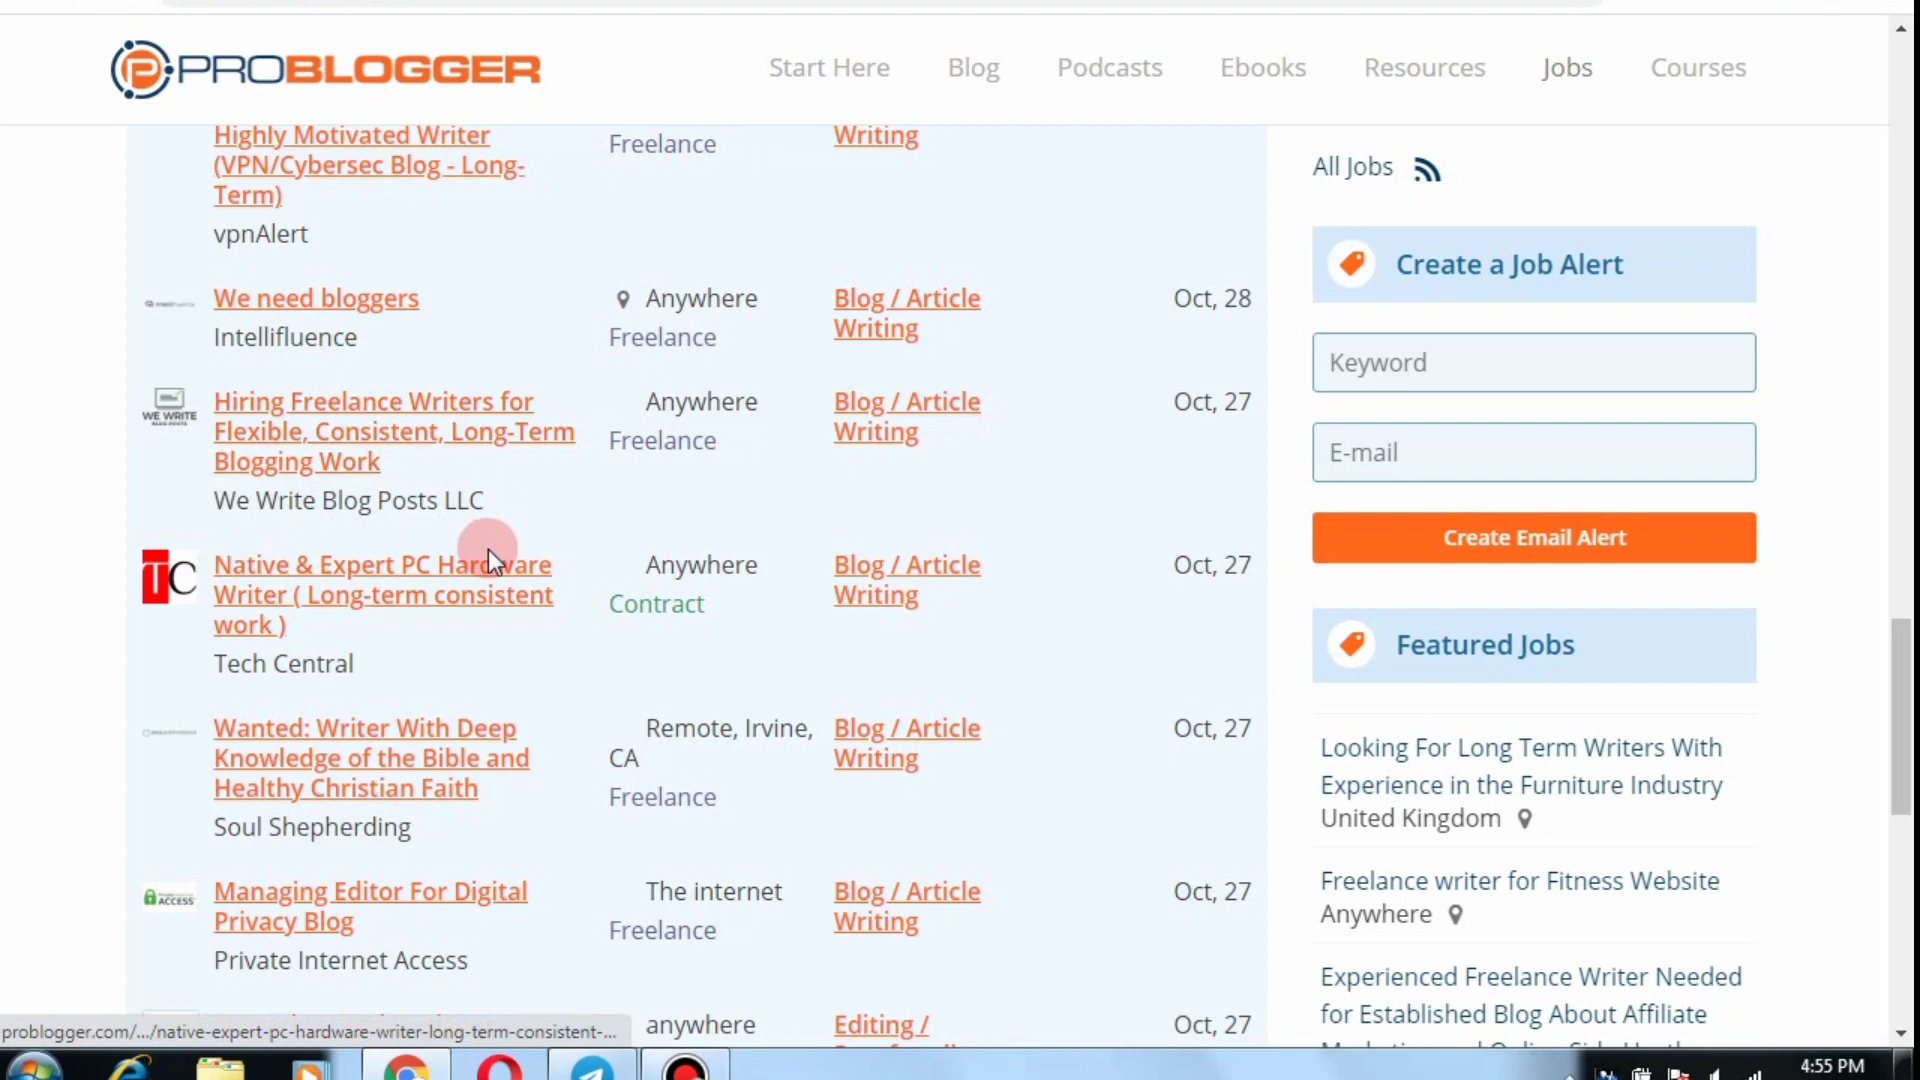 PROBLOGGER
Start Here Blog Podcasts Ebooks Resources Jobs Courses
Highly Motivated Writer
(VPN/Cybersec Blog - Long-
Term)
vpnAlert
Freelance
Writing
We need bloggers
Intellifluence
Anywhere
Freelance
Blog / Article
Writing
Oct, 28
WE WRITE
Hiring Freelance Writers for
Flexible, Consistent, Long-Term
Blogging Work
We Write Blog Posts LLC
Anywhere
Freelance
Blog / Article
Writing
Oct, 27
TC
Native & Expert PC Hardware
Writer ( Long-term consistent
work )
Tech Central
Anywhere
Contract
Blog / Article
Writing
Oct, 27
Wanted: Writer With Deep
Knowledge of the Bible and
Healthy Christian Faith
Soul Shepherding
Remote, Irvine,
CA
Freelance
Blog / Article
Writing
Oct, 27
ACCESS
Managing Editor For Digital
Privacy Blog
Private Internet Access
The internet
Freelance
Blog / Article
Writing
Oct, 27
anywhere
Editing /
Oct, 27
All Jobs
Create a Job Alert
Keyword
E-mail
Create Email Alert
Featured Jobs
Looking For Long Term Writers With
Experience in the Furniture Industry
United Kingdom
Freelance writer for Fitness Website
Anywhere
Experienced Freelance Writer Needed
for Established Blog About Affiliate
problogger.com/.../native-expert-pc-hardware-writer-long-term-consistent-...
4:55 PM